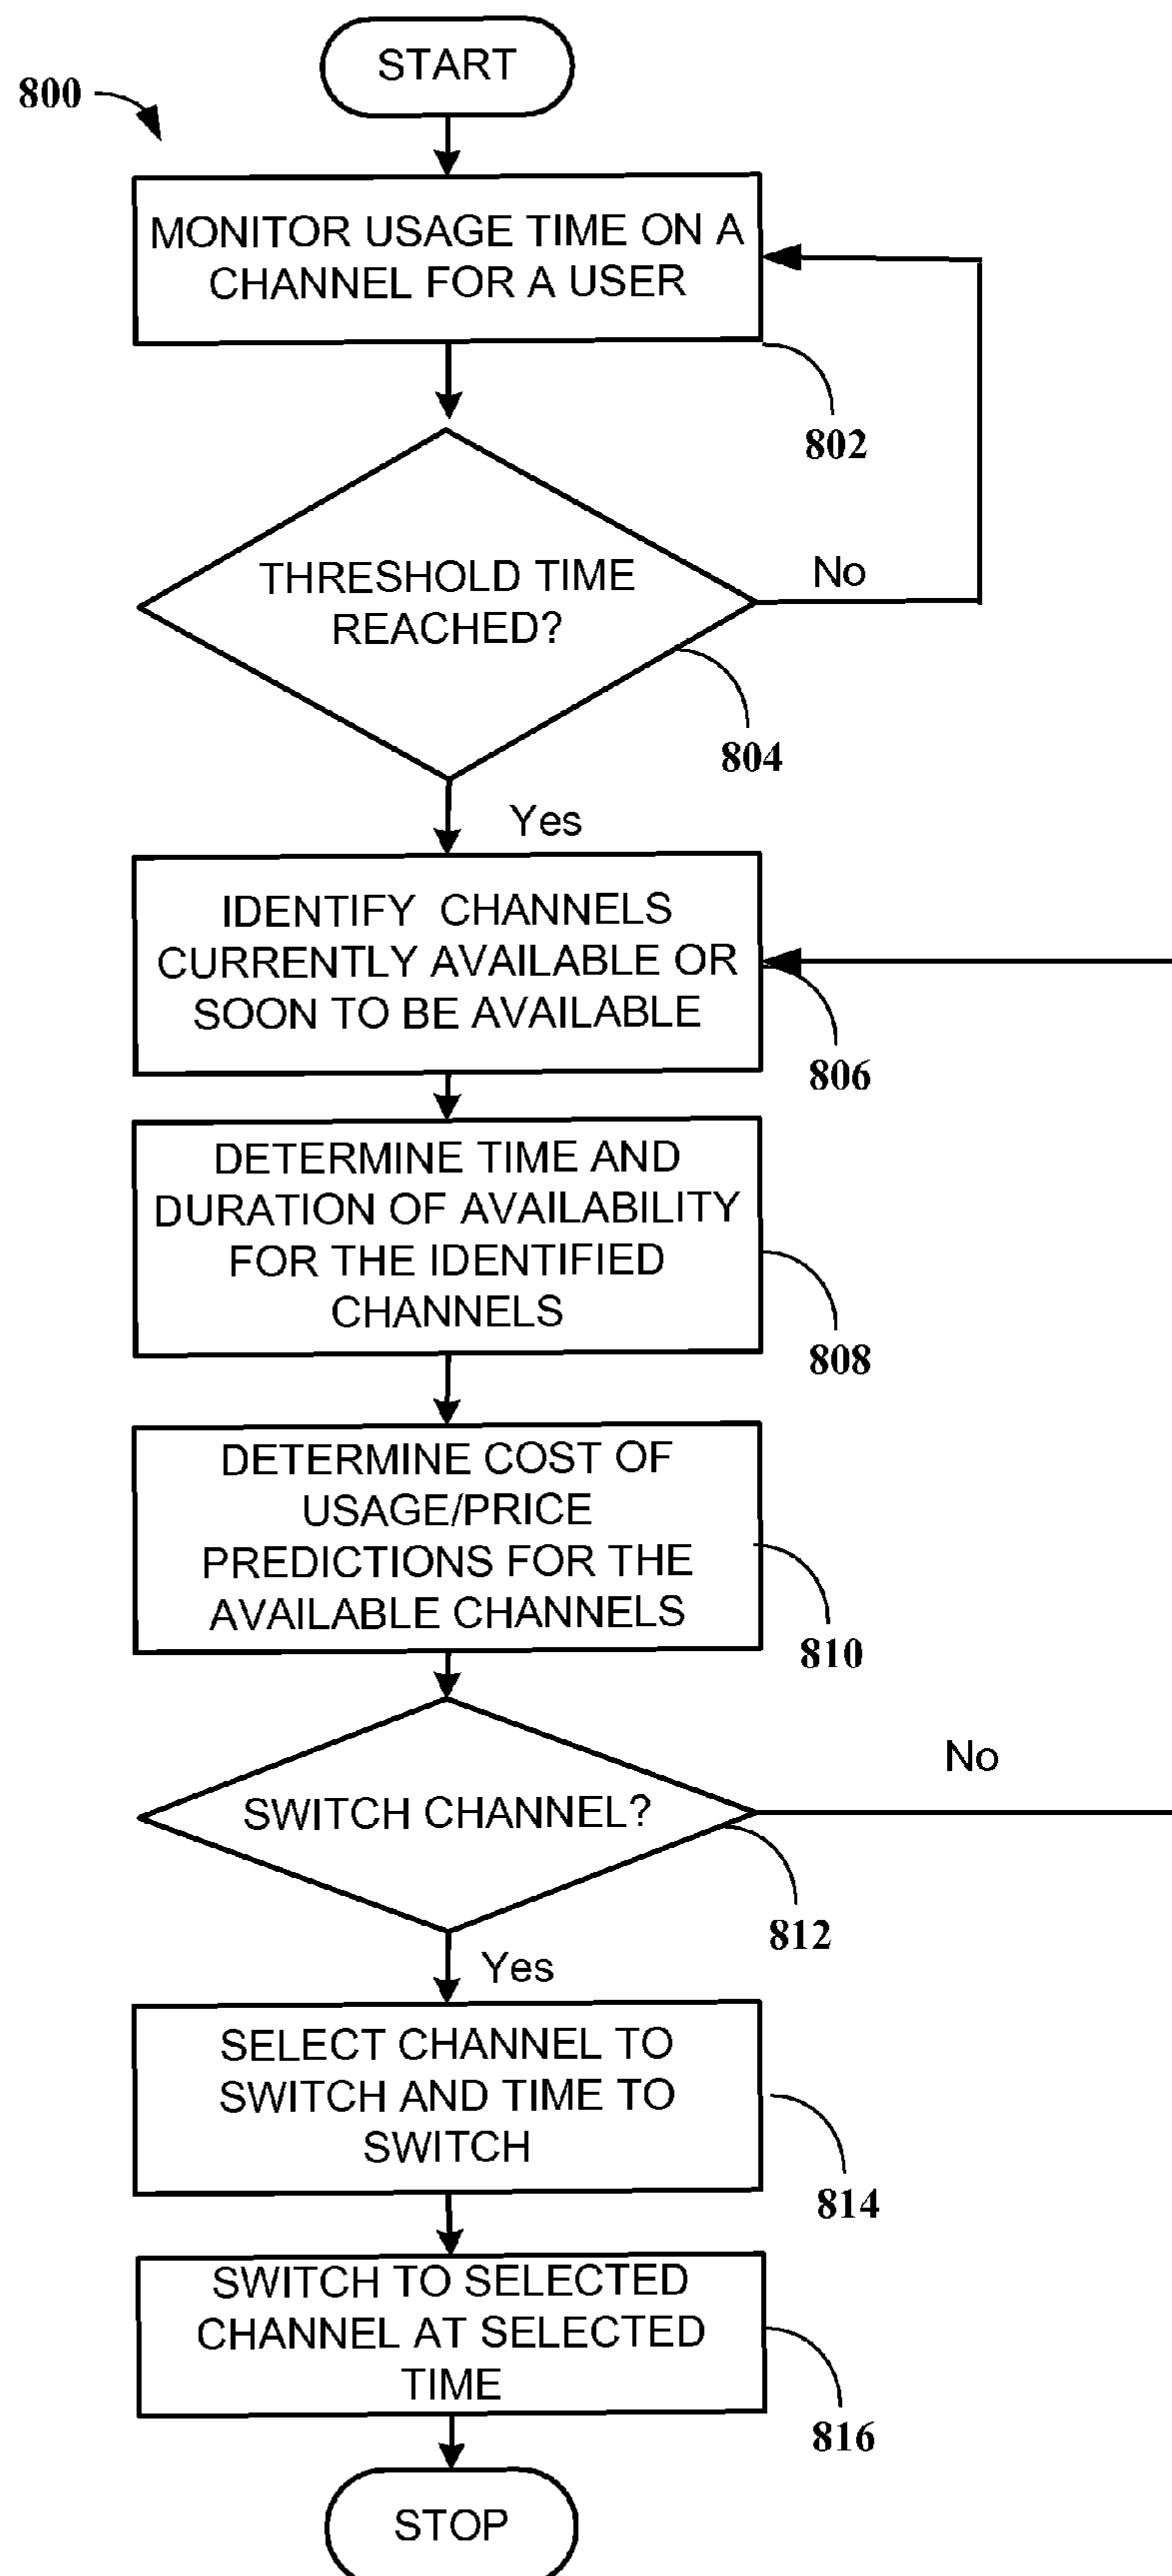 START
800
MONITOR USAGE TIME ON A
CHANNEL FOR A USER
802
THRESHOLD TIME
REACHED?
No
804
Yes
IDENTIFY CHANNELS
CURRENTLY AVAILABLE OR
SOON TO BE AVAILABLE
806
DETERMINE TIME AND
DURATION OF AVAILABILITY
FOR THE IDENTIFIED
CHANNELS
808
DETERMINE COST OF
USAGE/PRICE
PREDICTIONS FOR THE
AVAILABLE CHANNELS
810
No
SWITCH CHANNEL?
812
Yes
SELECT CHANNEL TO
SWITCH AND TIME TO
SWITCH
814
SWITCH TO SELECTED
CHANNEL AT SELECTED
TIME
816
STOP